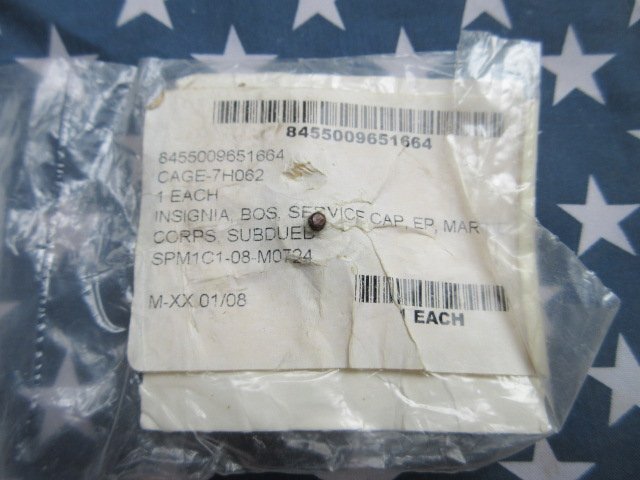 8455009651664
8455009651664
CAGE-7H062
1 EACH
INSIGNIA, BOS, SERVICE CAP, EP, MAR
CORPS, SUBDUED
SPM1C1-08-M0724
M-XX 01/08
1 EACH